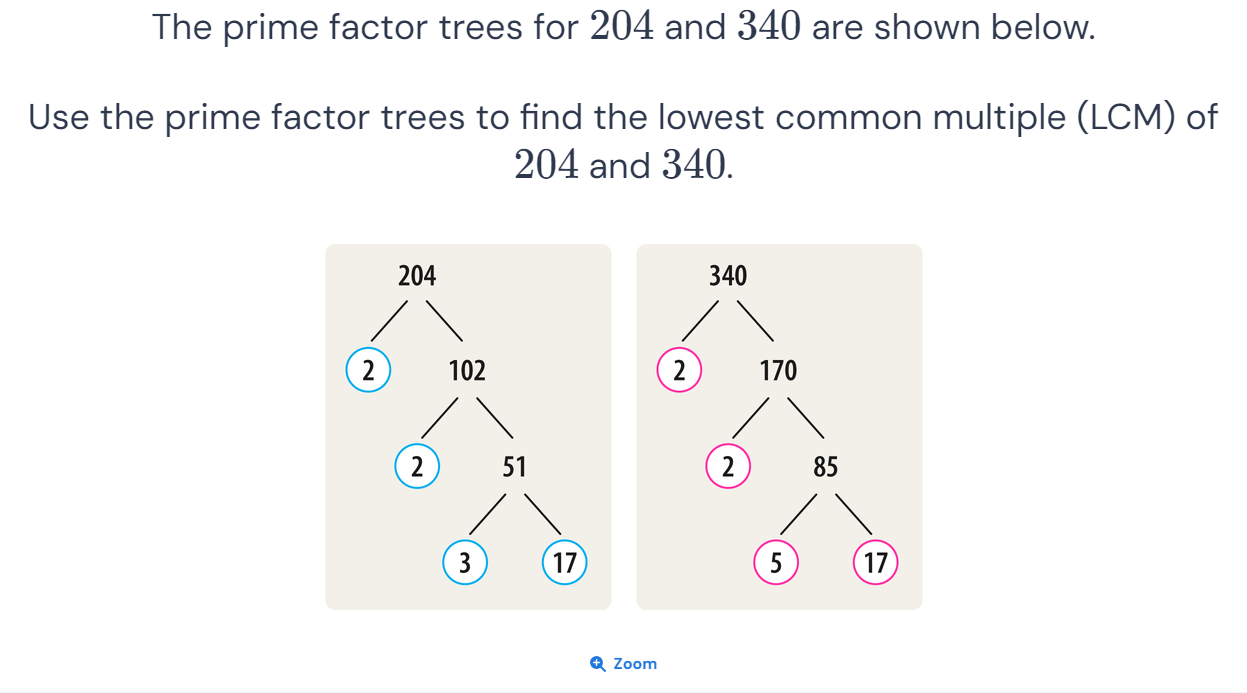 The prime factor trees for 204 and 340 are shown below.
Use the prime factor trees to find the lowest common multiple (LCM) of
204 and 340.
204
2 102
2 51
3 17
340
2 170
2 85
5 17
Zoom